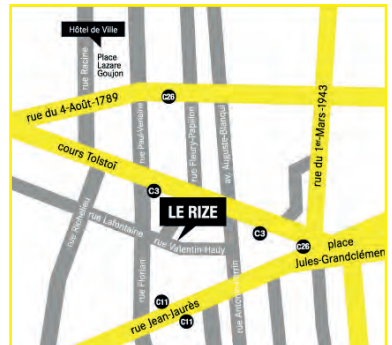 Hôtel de Ville
Place
Lazare
Goujon
rue Racine
rue du 4-Août-1789
C26
rue Paul-Verlaine
rue Fleury-Papillon
av. Auguste-Blanqui
rue du 1er-Mars-1943
cours Tolstoï
C3
LE RIZE
rue Richelieu
rue Lafontaine
rue Valentin-Haüy
C3
C26
place
Jules-Grandclémen
rue Florian
C11
C11
rue Jean-Jaurès